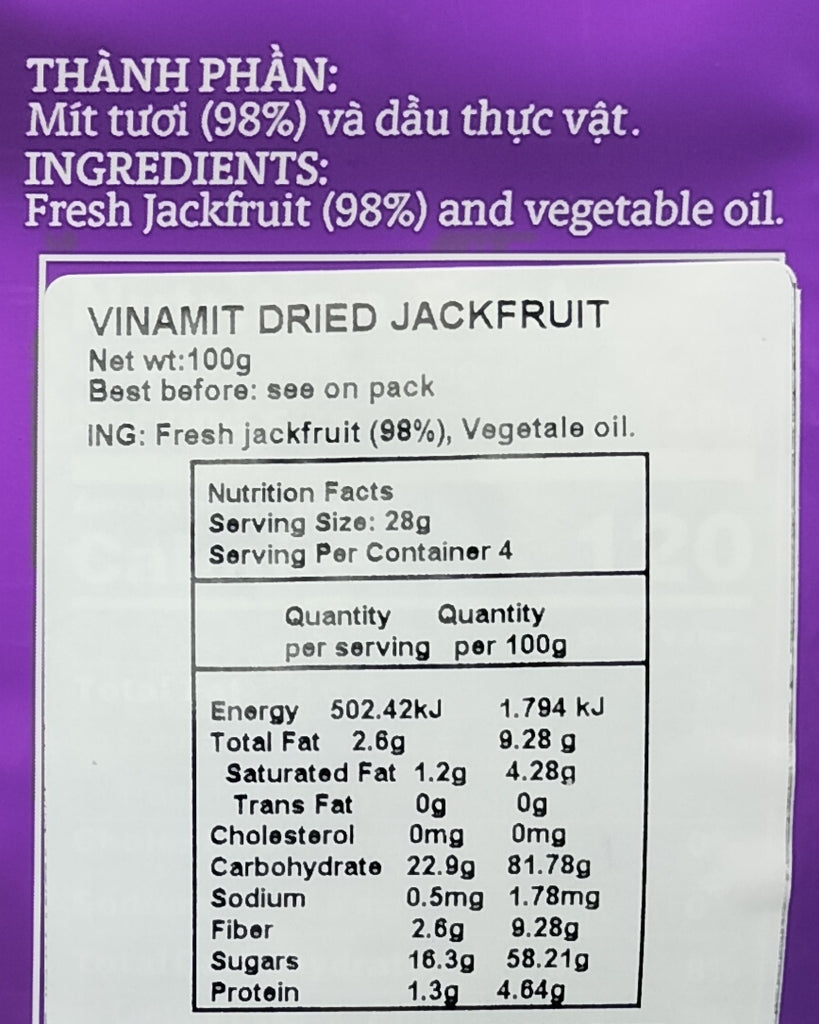 THÀNH PHẦN:
Mít tươi (98%) và dầu thực vật.
INGREDIENTS:
Fresh Jackfruit (98%) and vegetable oil.
VINAMIT DRIED JACKFRUIT
Net wt:100g
Best before: see on pack
ING: Fresh jackfruit (98%), Vegetale oil.
Nutrition Facts
Serving Size: 28g
Serving Per Container 4
Quantity Quantity
per serving per 100g
Energy 502.42kJ 1.794 kJ
Total Fat 2.6g 9.28 g
Saturated Fat 1.2g 4.28g
Trans Fat 0g 0g
Cholesterol 0mg 0mg
Carbohydrate 22.9g 81.78g
Sodium 0.5mg 1.78mg
Fiber 2.6g 9.28g
Sugars 16.3g 58.21g
Protein 1.3g 4.64g